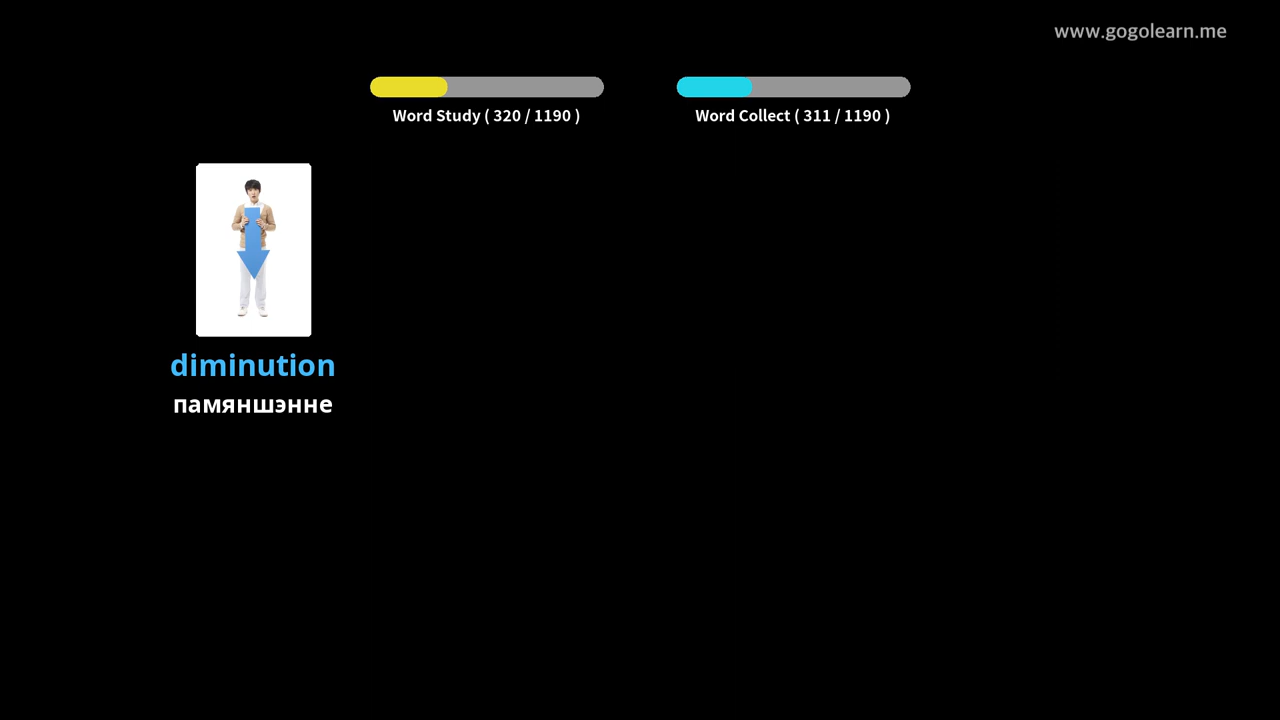 www.gogolearn.me
Word Study ( 320 / 1190 )
Word Collect ( 311 / 1190 )
diminution
памяншэнне